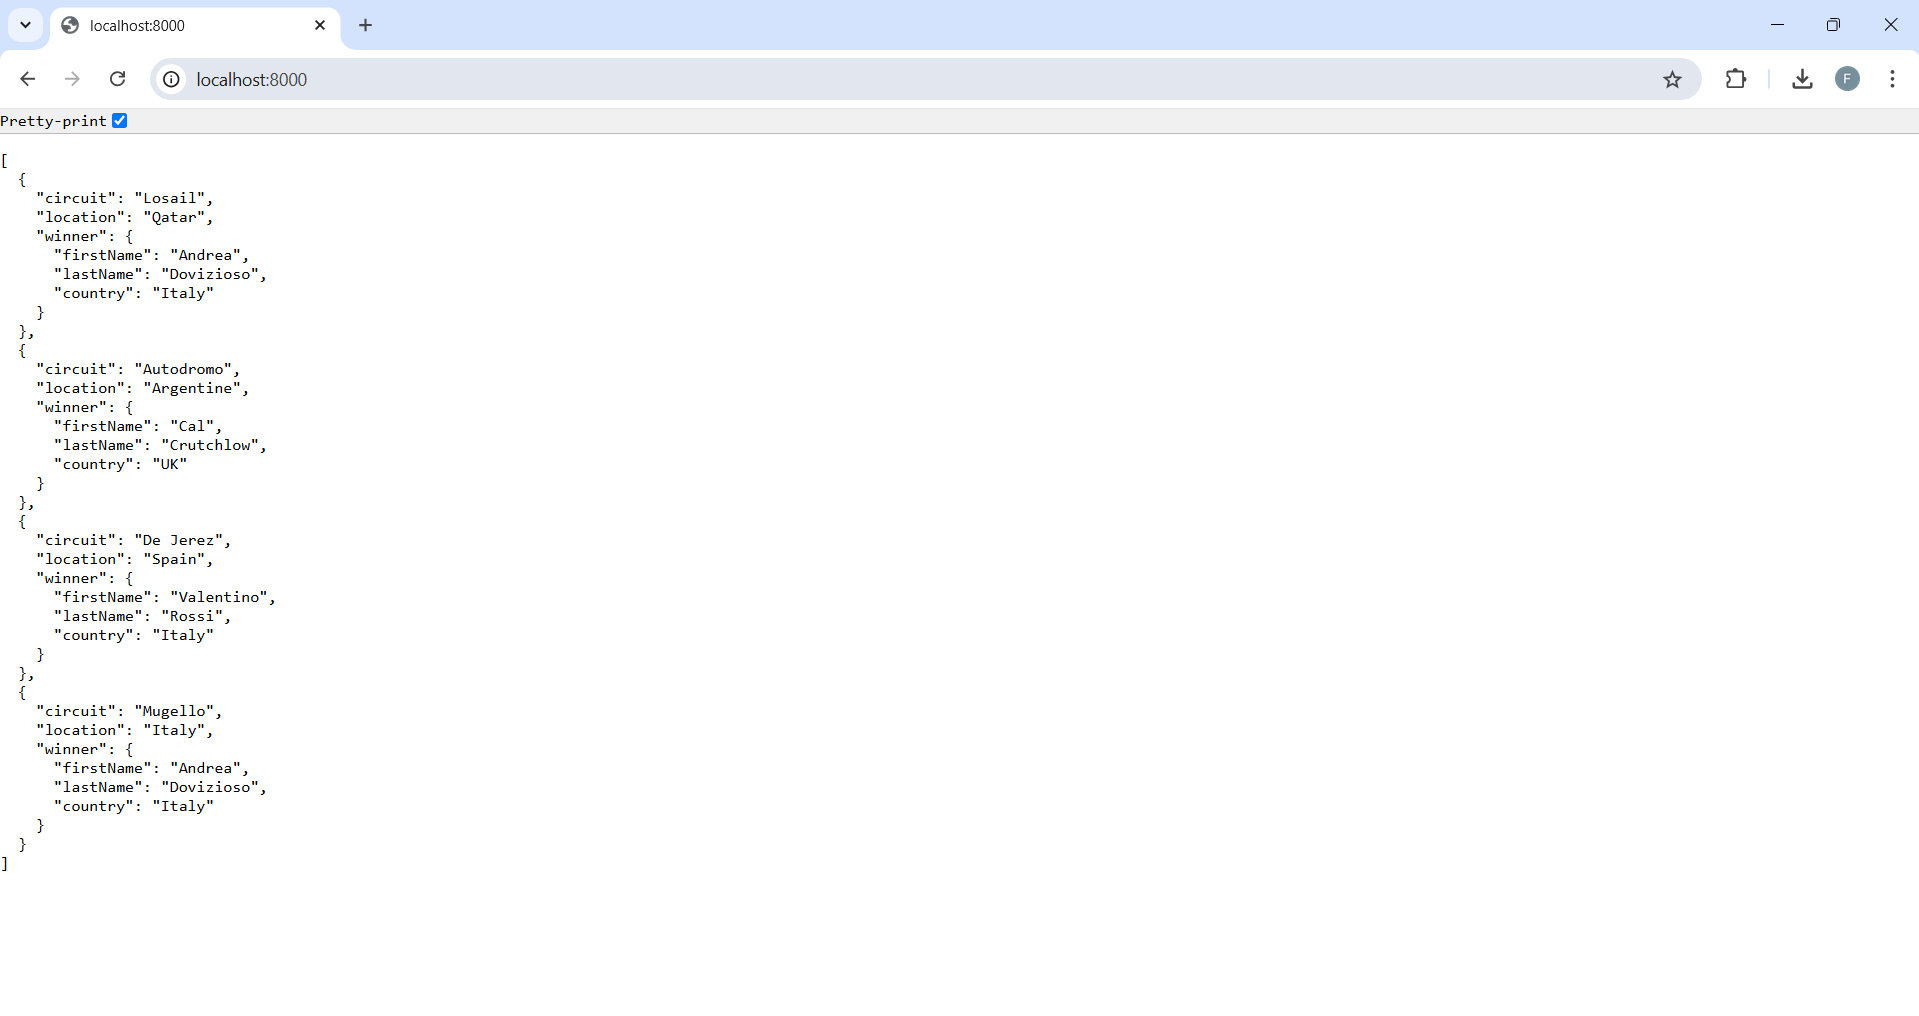 localhost:8000
localhost:8000
F
Pretty-print
[
  {
    "circuit": "Losail",
    "location": "Qatar",
    "winner": {
      "firstName": "Andrea",
      "lastName": "Dovizioso",
      "country": "Italy"
    }
  },
  {
    "circuit": "Autodromo",
    "location": "Argentine",
    "winner": {
      "firstName": "Cal",
      "lastName": "Crutchlow",
      "country": "UK"
    }
  },
  {
    "circuit": "De Jerez",
    "location": "Spain",
    "winner": {
      "firstName": "Valentino",
      "lastName": "Rossi",
      "country": "Italy"
    }
  },
  {
    "circuit": "Mugello",
    "location": "Italy",
    "winner": {
      "firstName": "Andrea",
      "lastName": "Dovizioso",
      "country": "Italy"
    }
  }
]